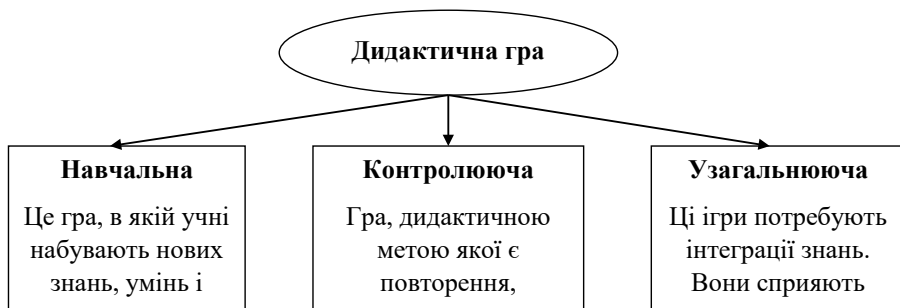 Дидактична гра
Навчальна
Це гра, в якій учні
набувають нових
знань, умінь і
Контролююча
Гра, дидактичною
метою якої є
повторення,
Узагальнююча
Ці ігри потребують
інтеграції знань.
Вони сприяють